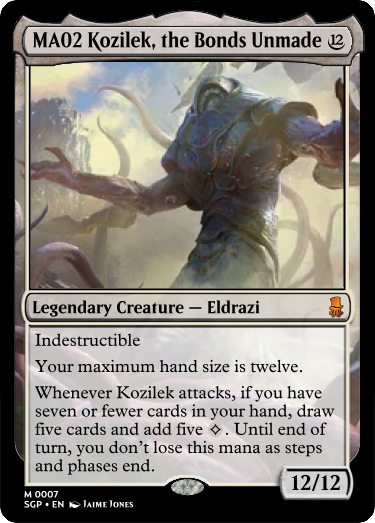 MA02 Kozilek, the Bonds Unmade 12
Legendary Creature — Eldrazi
Indestructible
Your maximum hand size is twelve.
Whenever Kozilek attacks, if you have
seven or fewer cards in your hand, draw
five cards and add five ◇. Until end of
turn, you don't lose this mana as steps
and phases end.
12/12
M 0007
SGP • EN Jaime Jones